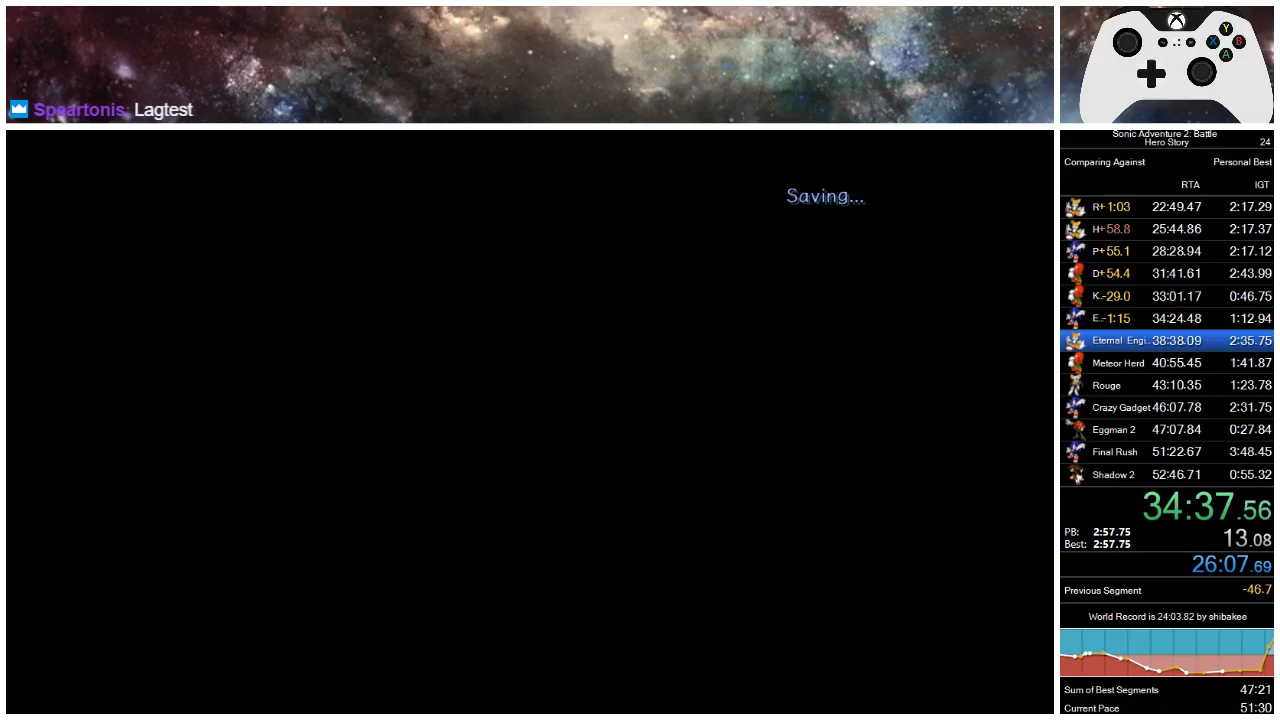 Speartonis: Lagtest
Y
X
B
A
Saving...
Sonic Adventure 2: Battle
Hero Story 24
Comparing Against Personal Best
RTA IGT
R+ 1:03 22:49.47 2:17.29
H+58.8 25:44.86 2:17.37
P+55.1 28:28.94 2:17.12
D+54.4 31:41.61 2:43.99
K..-29.0 33:01.17 0:46.75
E..-1:15 34:24.48 1:12.94
Eternal Engi.. 38:38.09 2:35.75
Meteor Herd 40:55.45 1:41.87
Rouge 43:10.35 1:23.78
Crazy Gadget 46:07.78 2:31.75
Eggman 2 47:07.84 0:27.84
Final Rush 51:22.67 3:48.45
Shadow 2 52:46.71 0:55.32
34:37.56
PB: 2:57.75
Best: 2:57.75
13.08
26:07.69
Previous Segment -46.7
World Record is 24:03.82 by shibakee
Sum of Best Segments 47:21
Current Pace 51:30